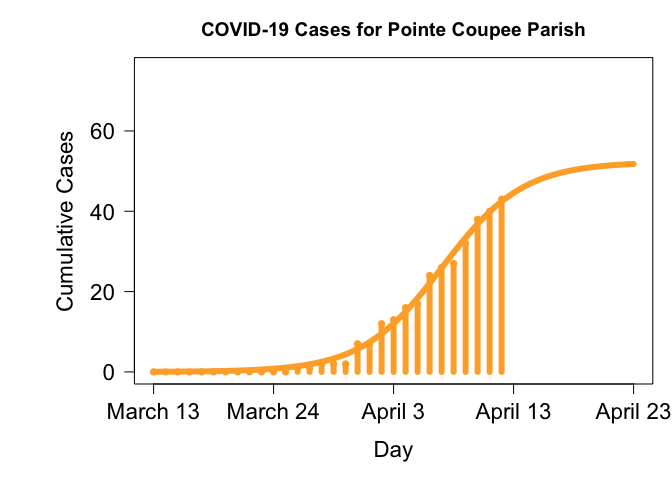 COVID-19 Cases for Pointe Coupee Parish
Cumulative Cases
60
40
20
0
March 13 March 24 April 3 April 13 April 23
Day